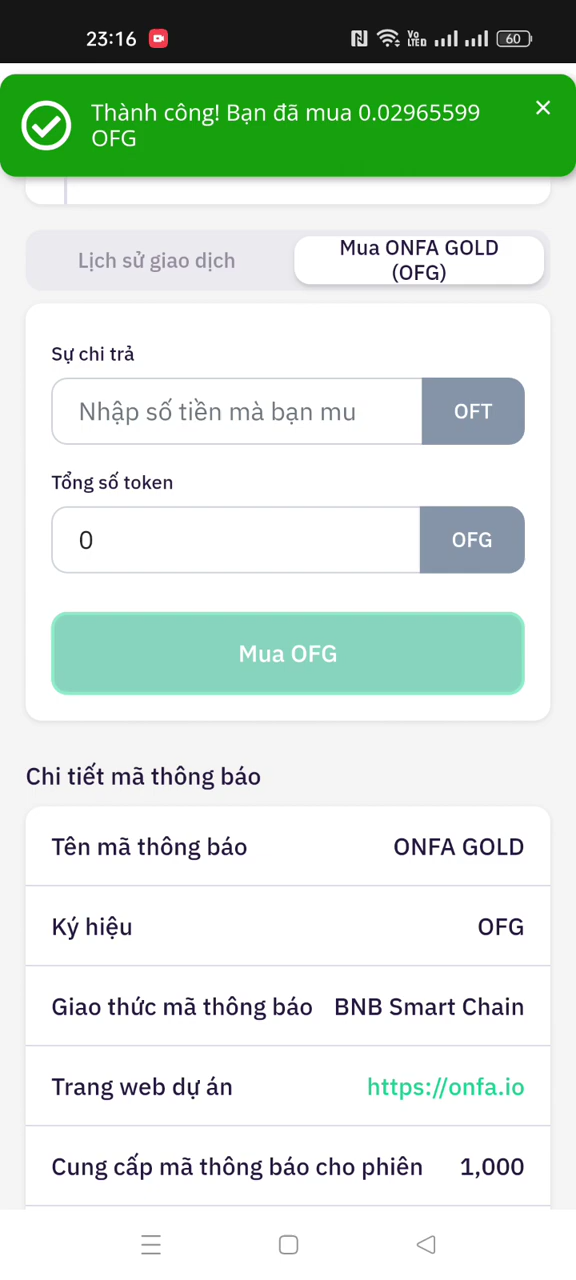 23:16
VoLTED
60
Thành công! Bạn đã mua 0.02965599
OFG
Lịch sử giao dịch
Mua ONFA GOLD
(OFG)
Sự chi trả
Nhập số tiền mà bạn mu
OFT
Tổng số token
0
OFG
Mua OFG
Chi tiết mã thông báo
Tên mã thông báo
ONFA GOLD
Ký hiệu
OFG
Giao thức mã thông báo
BNB Smart Chain
Trang web dự án
https://onfa.io
Cung cấp mã thông báo cho phiên
1,000